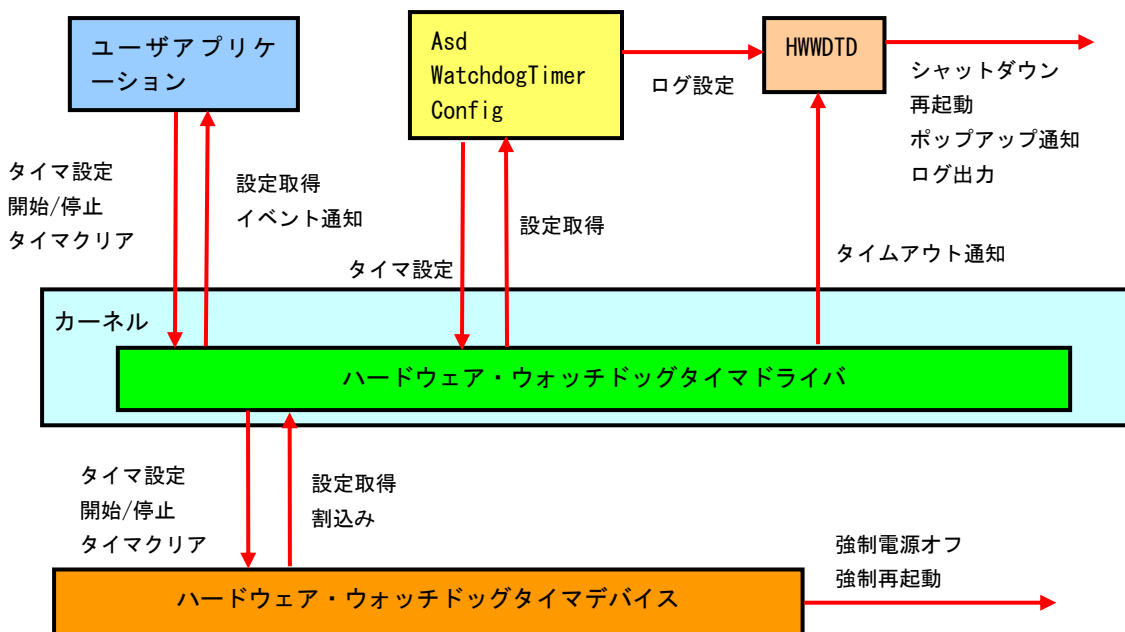 ユーザアプリケ
ーション
Asd
WatchdogTimer
Config
HWWDTD
ログ設定
シャットダウン
再起動
ポップアップ通知
ログ出力
タイマ設定
開始/停止
タイマクリア
設定取得
イベント通知
タイマ設定
設定取得
タイムアウト通知
カーネル
ハードウェア・ウォッチドッグタイマドライバ
タイマ設定
開始/停止
タイマクリア
設定取得
割込み
強制電源オフ
強制再起動
ハードウェア・ウォッチドッグタイマデバイス